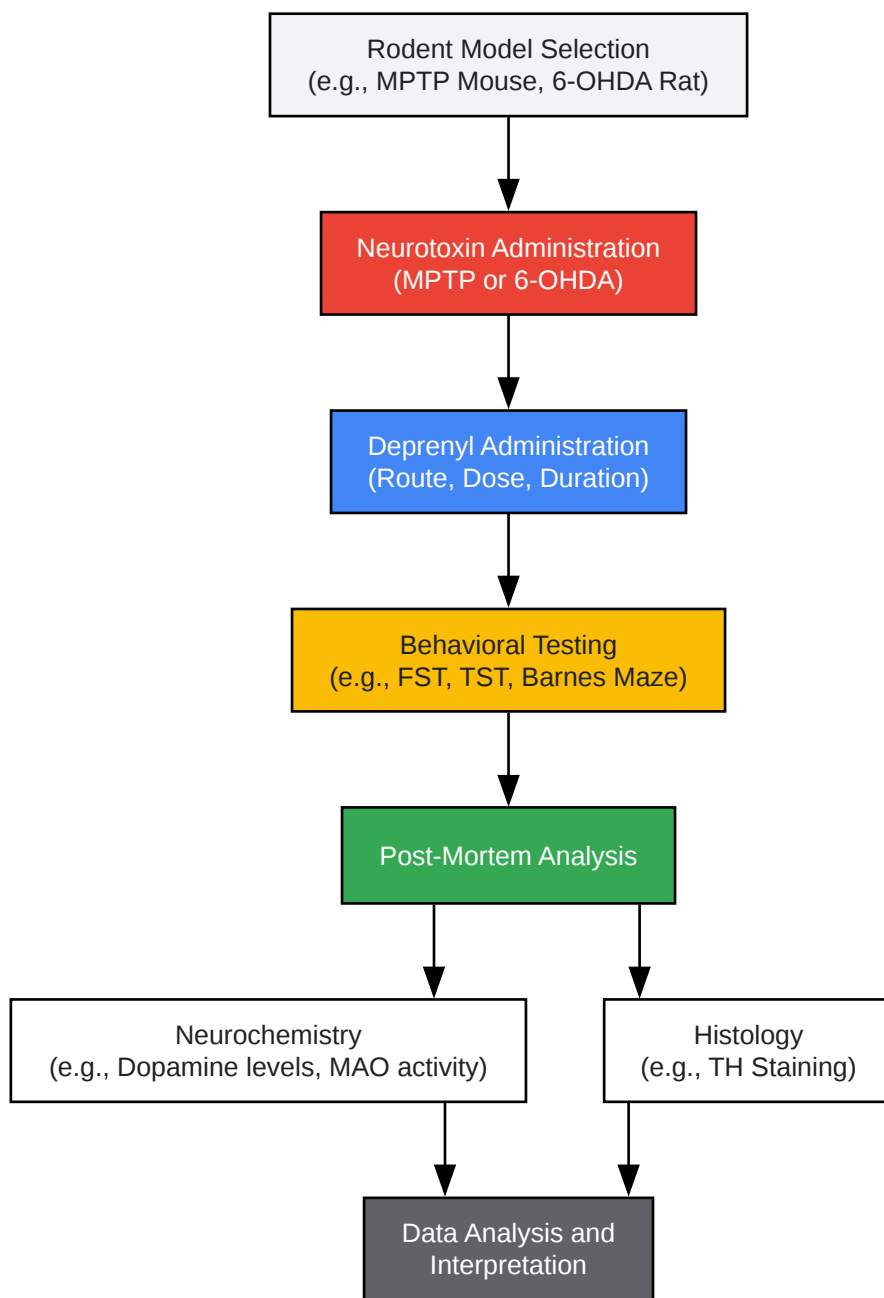 Rodent Model Selection
(e.g., MPTP Mouse, 6-OHDA Rat)
Neurotoxin Administration
(MPTP or 6-OHDA)
Deprenyl Administration
(Route, Dose, Duration)
Behavioral Testing
(e.g., FST, TST, Barnes Maze)
Post-Mortem Analysis
Neurochemistry
(e.g., Dopamine levels, MAO activity)
Histology
(e.g., TH Staining)
Data Analysis and
Interpretation